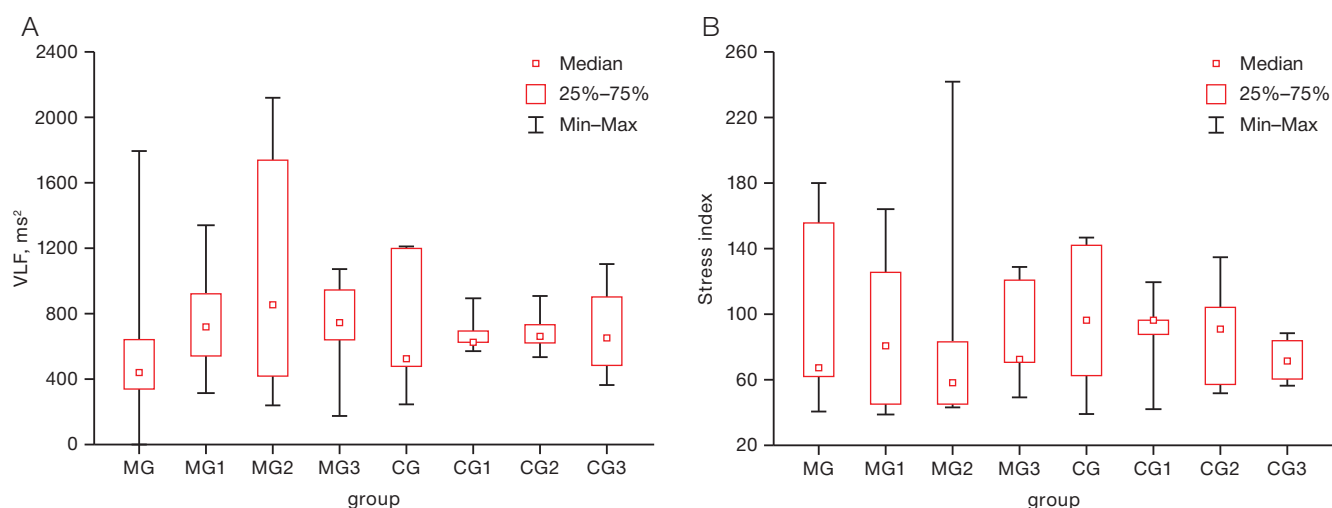 A
2400
2000
1600
1200
800
400
0
VLF, ms²
Median
25%–75%
Min–Max
MG MG1 MG2 MG3 CG CG1 CG2 CG3
group
B
260
220
180
140
100
60
20
Stress index
Median
25%–75%
Min–Max
MG MG1 MG2 MG3 CG CG1 CG2 CG3
group